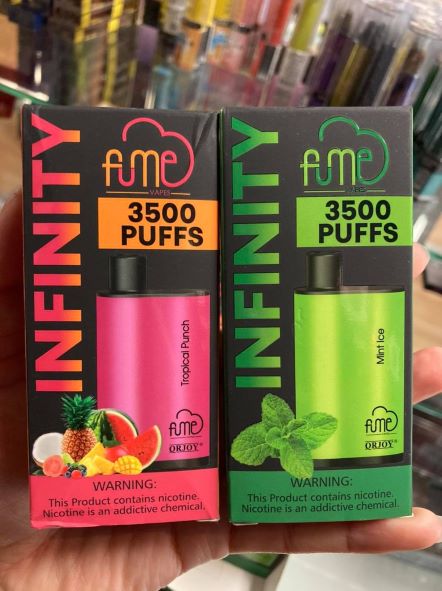 INFINITY
fume
VAPES
3500
PUFFS
Tropical Punch
fume
QRJOY®
WARNING:
This Product contains nicotine.
Nicotine is an addictive chemical.
INFINITY
fume
VAPES
3500
PUFFS
Mint Ice
fume
QRJOY®
WARNING:
This Product contains nicotine.
Nicotine is an addictive chemical.